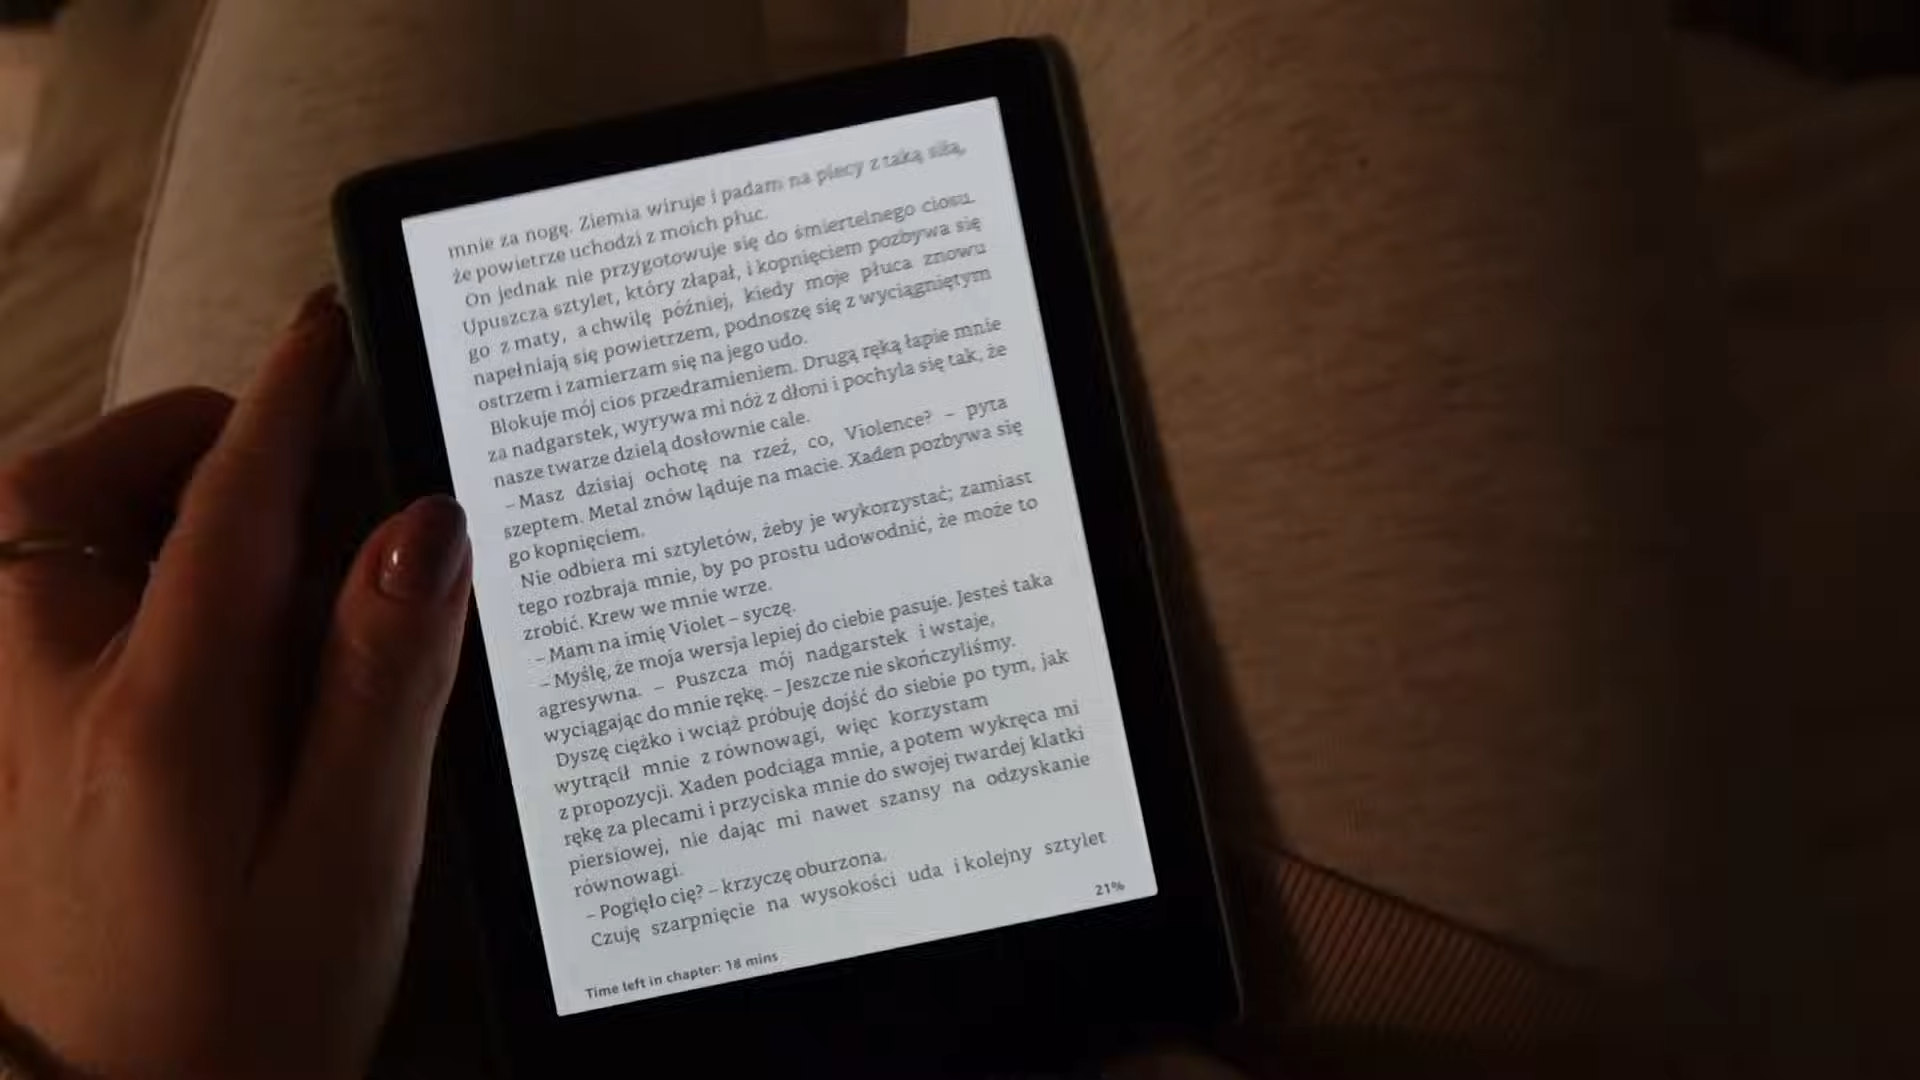 mnie za nogę. Ziemia wiruje i padam na plecy z taką siłą,
że powietrze uchodzi z moich płuc.
On jednak nie przygotowuje się do śmiertelnego ciosu.
Upuszcza sztylet, który złapał, i kopnięciem pozbywa się
go z maty, a chwilę później, kiedy moje płuca znowu
napełniają się powietrzem, podnoszę się z wyciągniętym
ostrzem i zamierzam się na jego udo.
Blokuje mój cios przedramieniem. Drugą ręką łapie mnie
za nadgarstek, wyrywa mi nóż z dłoni i pochyla się tak, że
nasze twarze dzielą dosłownie cale.
– Masz dzisiaj ochotę na rzeź, co, Violence? – pyta
szeptem. Metal znów ląduje na macie. Xaden pozbywa się
go kopnięciem.
Nie odbiera mi sztyletów, żeby je wykorzystać; zamiast
tego rozbraja mnie, by po prostu udowodnić, że może to
zrobić. Krew we mnie wrze.
– Mam na imię Violet – syczę.
– Myślę, że moja wersja lepiej do ciebie pasuje. Jesteś taka
agresywna. – Puszcza mój nadgarstek i wstaje,
wyciągając do mnie rękę. – Jeszcze nie skończyliśmy.
Dyszę ciężko i wciąż próbuję dojść do siebie po tym, jak
wytrącił mnie z równowagi, więc korzystam
z propozycji. Xaden podciąga mnie, a potem wykręca mi
rękę za plecami i przyciska mnie do swojej twardej klatki
piersiowej, nie dając mi nawet szansy na odzyskanie
równowagi.
– Pogięło cię? – krzyczę oburzona.
Czuję szarpnięcie na wysokości uda i kolejny sztylet
Time left in chapter: 18 mins
21%